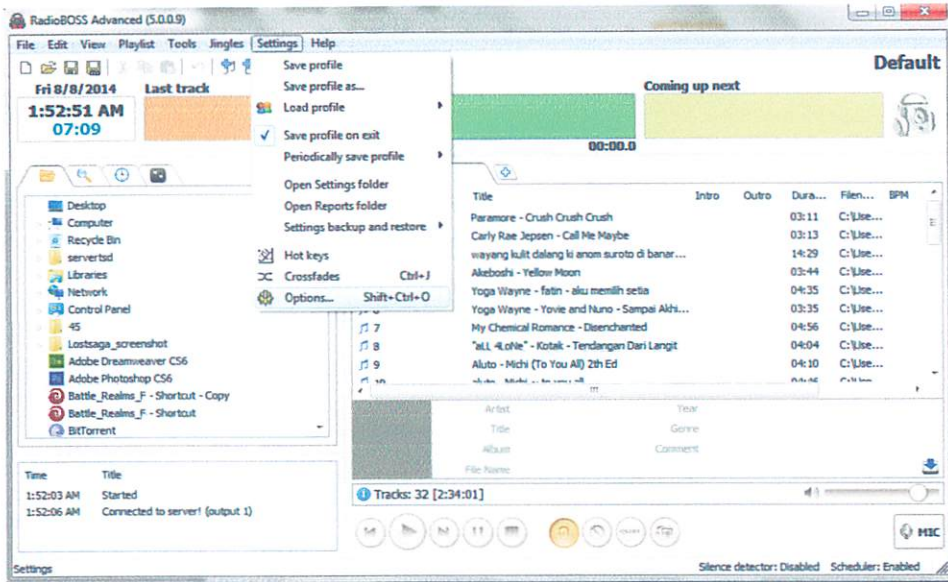 RadioBOSS Advanced (5.0.0.9)
File Edit View Playlist Tools Jingles Settings Help
Default
Fri 8/8/2014
1:52:51 AM
07:09
Last track
Coming up next
00:00.0
Save profile
Save profile as...
Load profile
Save profile on exit
Periodically save profile
Open Settings folder
Open Reports folder
Settings backup and restore
Hot keys
Crossfades Ctrl+J
Options... Shift+Ctrl+O
Desktop
Computer
Recycle Bin
servertsd
Libraries
Network
Control Panel
45
Lostsaga_screenshot
Adobe Dreamweaver CS6
Adobe Photoshop CS6
Battle_Realms_F - Shortcut - Copy
Battle_Realms_F - Shortcut
BitTorrent
Title Intro Outro Dura... Filen... BPM
Paramore - Crush Crush Crush 03:11 C:\Use...
Carly Rae Jepsen - Call Me Maybe 03:13 C:\Use...
wayang kulit dalang ki anom suroto di banar... 14:29 C:\Use...
Akeboshi - Yellow Moon 03:44 C:\Use...
Yoga Wayne - fatin - aku memilih setia 04:35 C:\Use...
Yoga Wayne - Yovie and Nuno - Sampai Akhi... 03:35 C:\Use...
7 My Chemical Romance - Disenchanted 04:56 C:\Use...
8 "aLL 4LoNe" - Kotak - Tendangan Dari Langit 04:04 C:\Use...
9 Aluto - Michi (To You All) 2th Ed 04:10 C:\Use...
Artist Year
Title Genre
Album Comment
File Name
Time Title
1:52:03 AM Started
1:52:06 AM Connected to server! (output 1)
Tracks: 32 [2:34:01]
MIC
Settings
Silence detector: Disabled Scheduler: Enabled